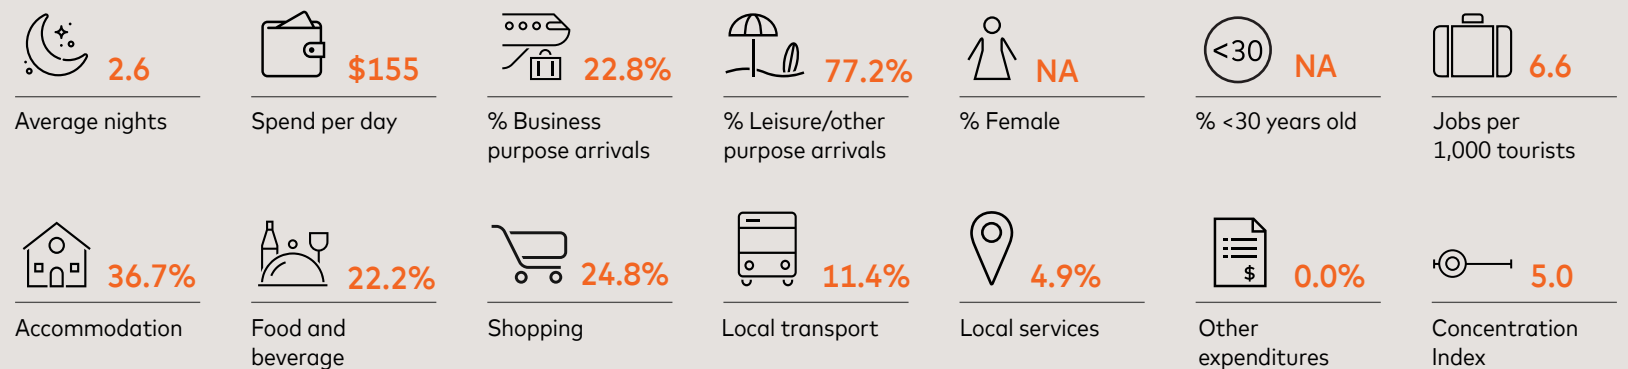 2.6
Average nights
$155
Spend per day
22.8%
% Business
purpose arrivals
77.2%
% Leisure/other
purpose arrivals
NA
% Female
<30
NA
% <30 years old
6.6
Jobs per
1,000 tourists
36.7%
Accommodation
22.2%
Food and
beverage
24.8%
Shopping
11.4%
Local transport
4.9%
Local services
$
0.0%
Other
expenditures
5.0
Concentration
Index